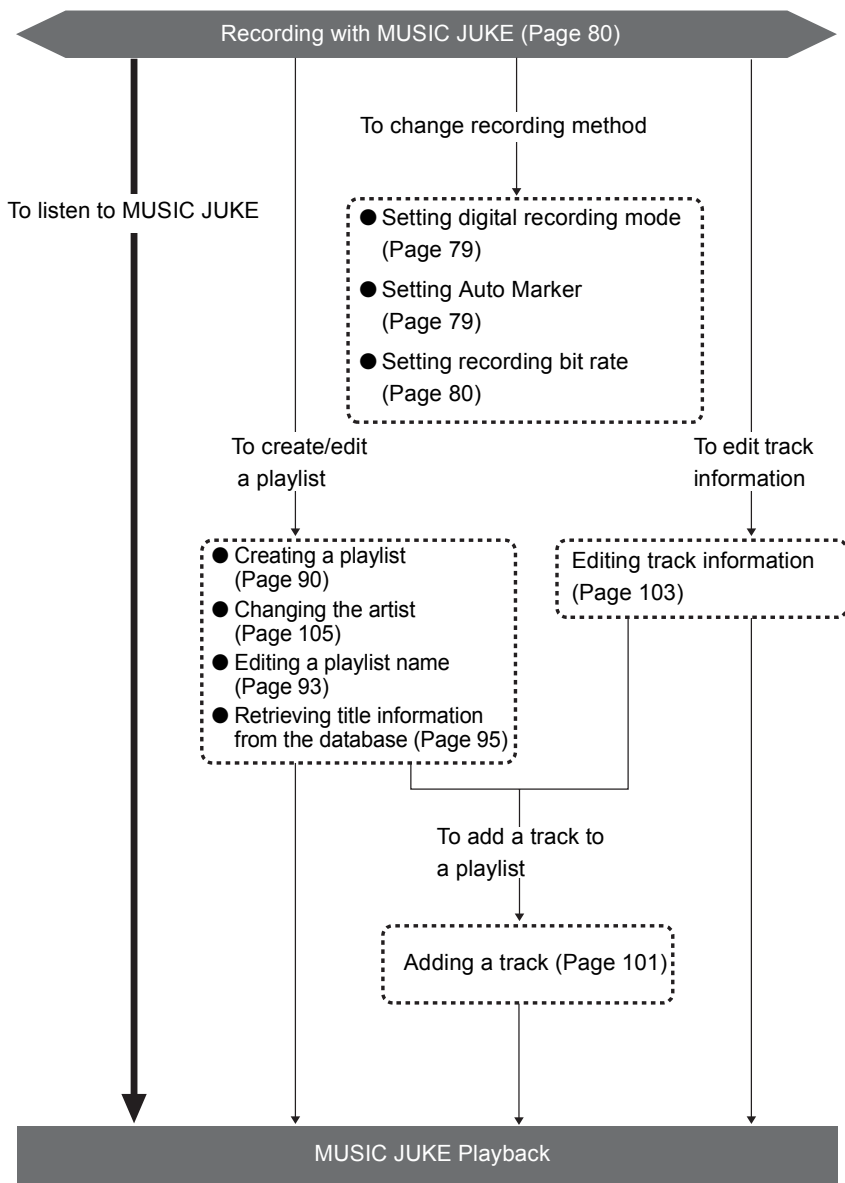 Recording with MUSIC JUKE (Page 80)
To change recording method
To listen to MUSIC JUKE
● Setting digital recording mode
(Page 79)
● Setting Auto Marker
(Page 79)
● Setting recording bit rate
(Page 80)
To create/edit
a playlist
To edit track
information
● Creating a playlist
(Page 90)
● Changing the artist
(Page 105)
● Editing a playlist name
(Page 93)
● Retrieving title information
from the database (Page 95)
Editing track information
(Page 103)
To add a track to
a playlist
Adding a track (Page 101)
MUSIC JUKE Playback